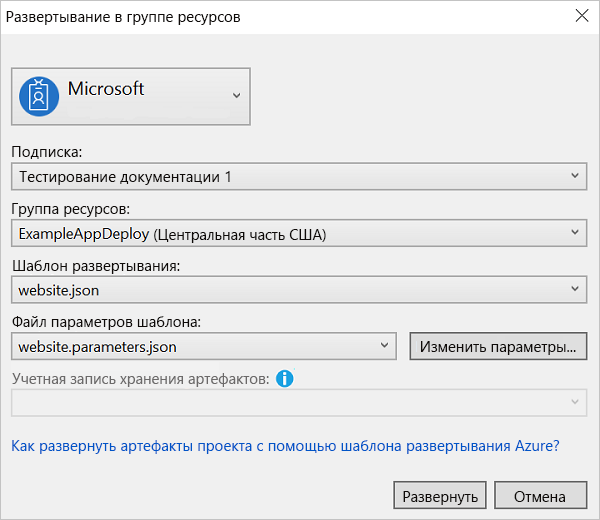 Развертывание в группе ресурсов
Microsoft
Подписка:
Тестирование документации 1
Группа ресурсов:
ExampleAppDeploy (Центральная часть США)
Шаблон развертывания:
website.json
Файл параметров шаблона:
website.parameters.json
Изменить параметры...
Учетная запись хранения артефактов:
Как развернуть артефакты проекта с помощью шаблона развертывания Azure?
Развернуть
Отмена